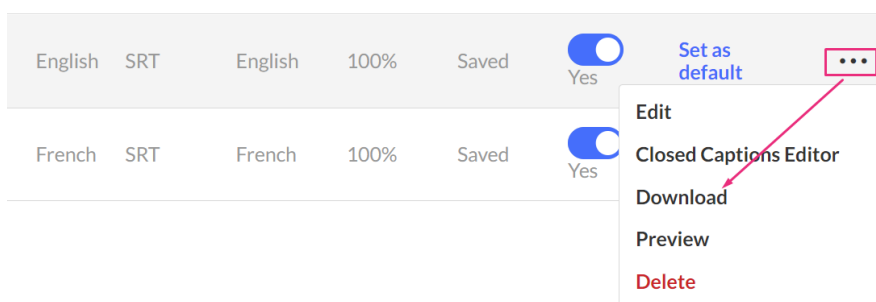 English SRT English 100% Saved Yes Set as
default •••
French SRT French 100% Saved Yes
Edit
Closed Captions Editor
Download
Preview
Delete